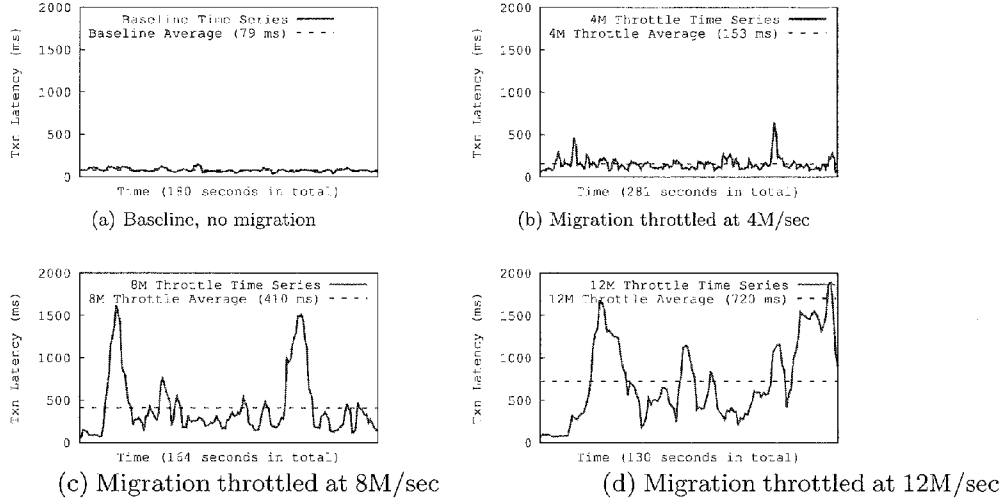 Baseline Time Series
Baseline Average (79 ms)
Txn Latency (ms)
2000
1500
1000
500
0
Time (180 seconds in total)
(a) Baseline, no migration
4M Throttle Time Series
4M Throttle Average (153 ms)
Txn Latency (ms)
2000
1500
1000
500
0
Time (281 seconds in total)
(b) Migration throttled at 4M/sec
8M Throttle Time Series
8M Throttle Average (410 ms)
Txn Latency (ms)
2000
1500
1000
500
0
Time (164 seconds in total)
(c) Migration throttled at 8M/sec
12M Throttle Time Series
12M Throttle Average (720 ms)
Txn Latency (ms)
2000
1500
1000
500
0
Time (130 seconds in total)
(d) Migration throttled at 12M/sec